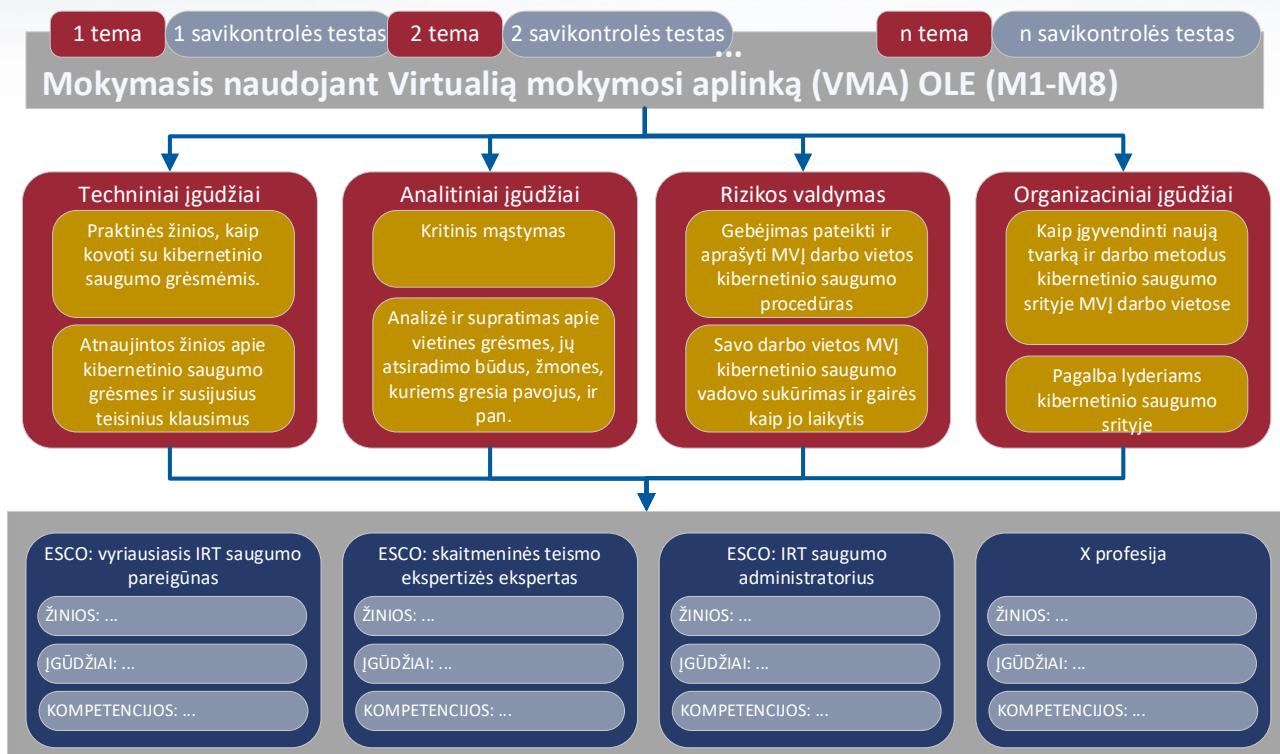 1 tema
1 savikontrolės testas
2 tema
2 savikontrolės testas
...
n tema
n savikontrolės testas
Mokymasis naudojant Virtualią mokymosi aplinką (VMA) OLE (M1-M8)
Techniniai įgūdžiai
Praktinės žinios, kaip
kovoti su kibernetinio
saugumo grėsmėmis.
Atnaujintos žinios apie
kibernetinio saugumo
grėsmes ir susijusius
teisinius klausimus
Analitiniai įgūdžiai
Kritinis mąstymas
Analizė ir supratimas apie
vietines grėsmes, jų
atsiradimo būdus, žmones,
kuriems gresia pavojus, ir
pan.
Rizikos valdymas
Gebėjimas pateikti ir
aprašyti MVĮ darbo vietos
kibernetinio saugumo
procedūras
Savo darbo vietos MVĮ
kibernetinio saugumo
vadovo sukūrimas ir gairės
kaip jo laikytis
Organizaciniai įgūdžiai
Kaip įgyvendinti naują
tvarką ir darbo metodus
kibernetinio saugumo
srityje MVĮ darbo vietose
Pagalba lyderiams
kibernetinio saugumo
srityje
ESCO: vyriausiasis IRT saugumo
pareigūnas
ŽINIOS: ...
ĮGŪDŽIAI: ...
KOMPETENCIJOS: ...
ESCO: skaitmeninės teismo
ekspertizės ekspertas
ŽINIOS: ...
ĮGŪDŽIAI: ...
KOMPETENCIJOS: ...
ESCO: IRT saugumo
administratorius
ŽINIOS: ...
ĮGŪDŽIAI: ...
KOMPETENCIJOS: ...
X profesija
ŽINIOS: ...
ĮGŪDŽIAI: ...
KOMPETENCIJOS: ...